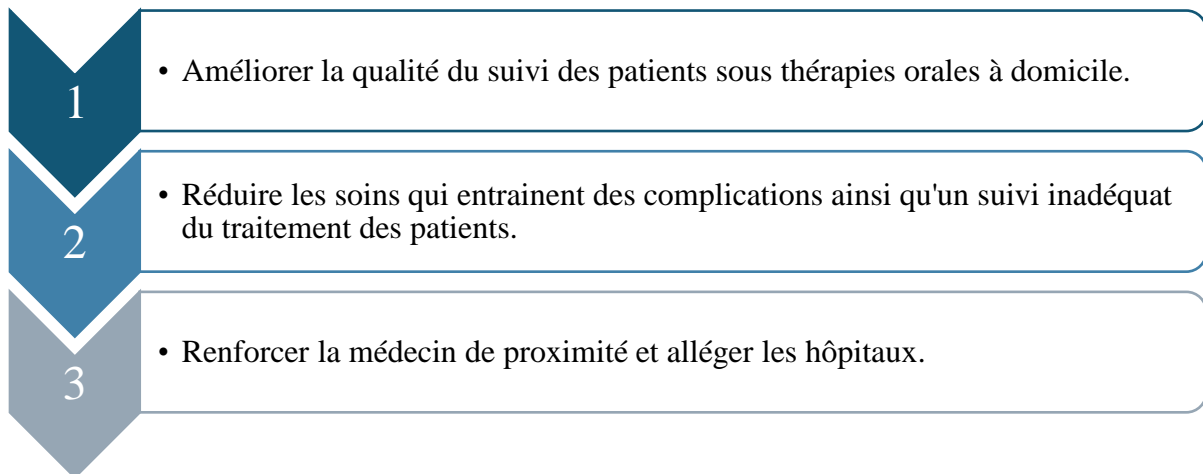 1
• Améliorer la qualité du suivi des patients sous thérapies orales à domicile.
2
• Réduire les soins qui entrainent des complications ainsi qu'un suivi inadéquat
du traitement des patients.
3
• Renforcer la médecin de proximité et alléger les hôpitaux.